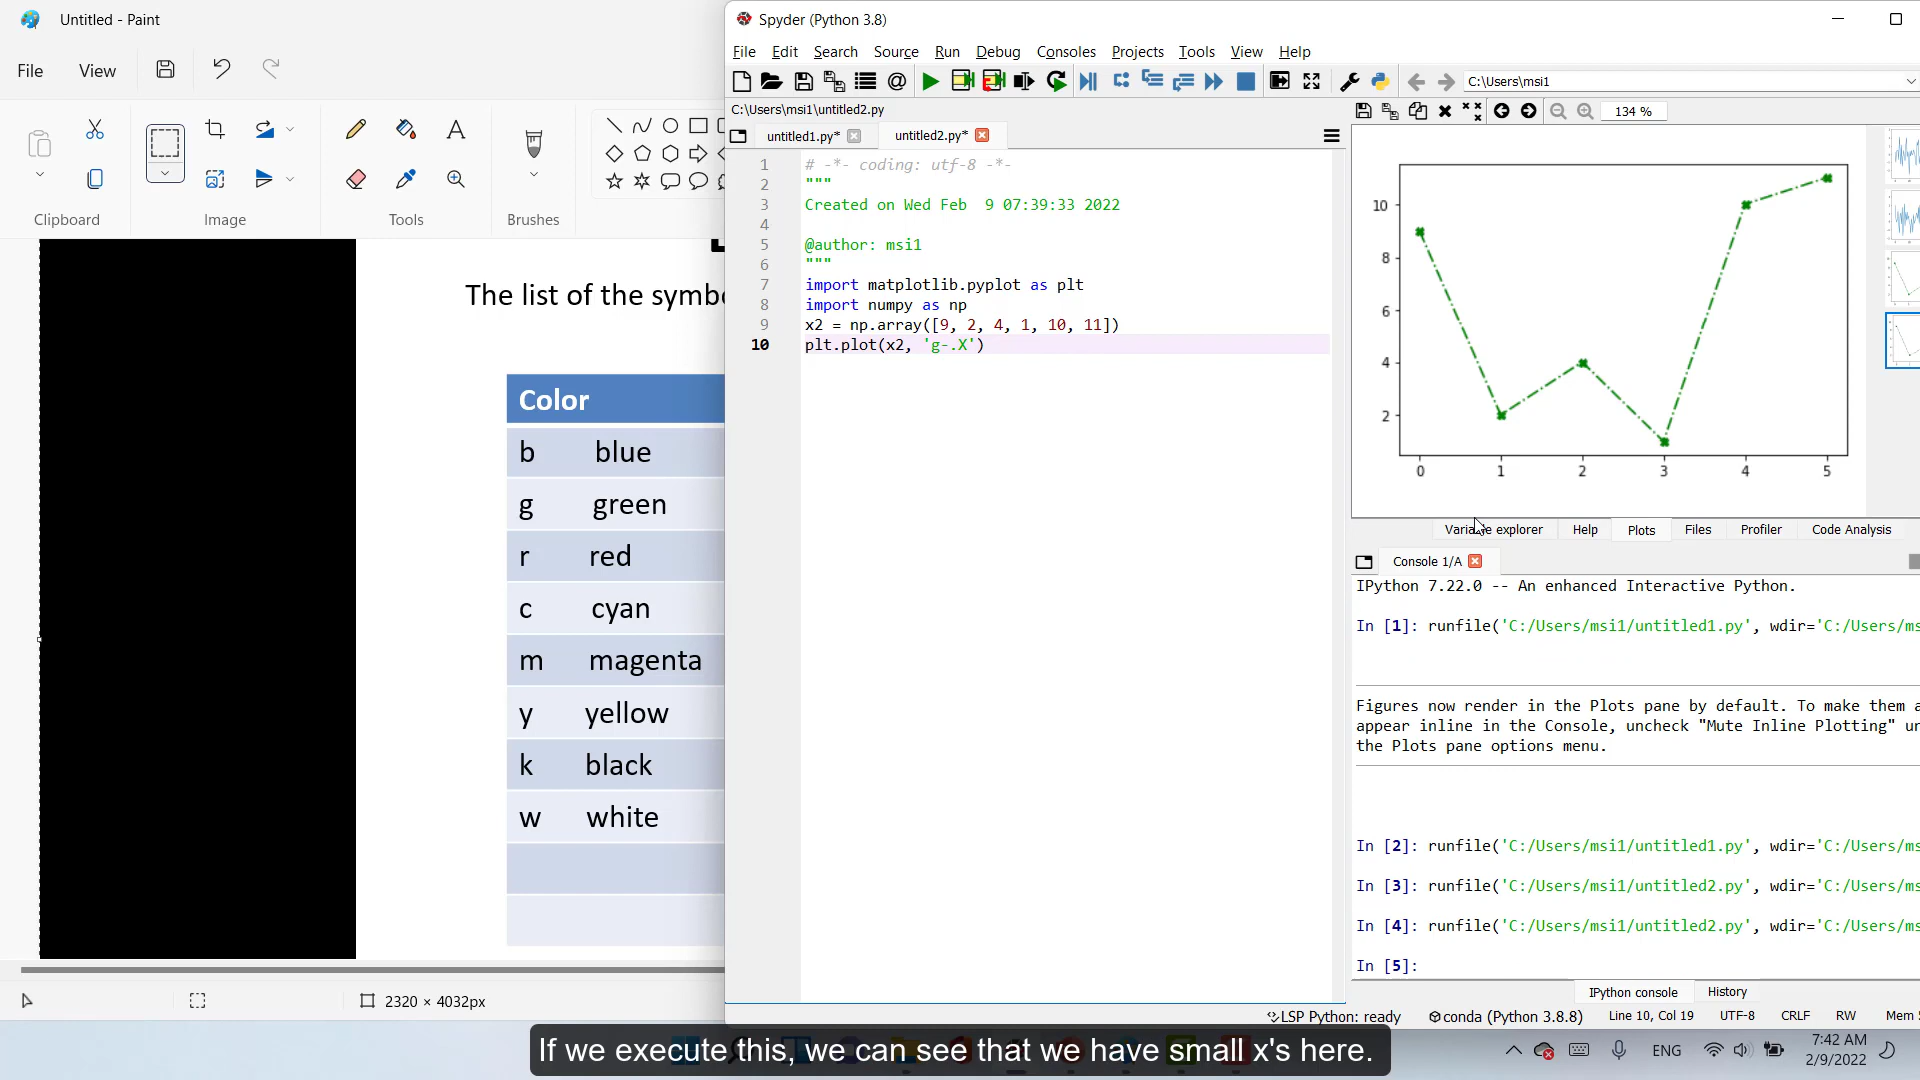 Untitled - Paint
File View
Clipboard
Image
Tools
Brushes
The list of the symb
Color
b blue
g green
r red
c cyan
m magenta
y yellow
k black
w white
2320 × 4032px
Spyder (Python 3.8)
File Edit Search Source Run Debug Consoles Projects Tools View Help
C:\Users\msi1
C:\Users\msi1\untitled2.py
untitled1.py* untitled2.py*
1 # -*- coding: utf-8 -*-
2 """
3 Created on Wed Feb  9 07:39:33 2022
4
5 @author: msi1
6 """
7 import matplotlib.pyplot as plt
8 import numpy as np
9 x2 = np.array([9, 2, 4, 1, 10, 11])
10 plt.plot(x2, 'g-.X')
134 %
10
8
6
4
2
0 1 2 3 4 5
explorer Help Plots Files Profiler Code Analysis
Console 1/A
IPython 7.22.0 -- An enhanced Interactive Python.
In [1]: runfile('C:/Users/msi1/untitled1.py', wdir='C:/Users/ms
Figures now render in the Plots pane by default. To make them a
appear inline in the Console, uncheck "Mute Inline Plotting" un
the Plots pane options menu.
In [2]: runfile('C:/Users/msi1/untitled1.py', wdir='C:/Users/ms
In [3]: runfile('C:/Users/msi1/untitled2.py', wdir='C:/Users/ms
In [4]: runfile('C:/Users/msi1/untitled2.py', wdir='C:/Users/ms
In [5]:
IPython console History
LSP Python: ready conda (Python 3.8.8) Line 10, Col 19 UTF-8 CRLF RW Mem
If we execute this, we can see that we have small x's here.
ENG
7:42 AM
2/9/2022